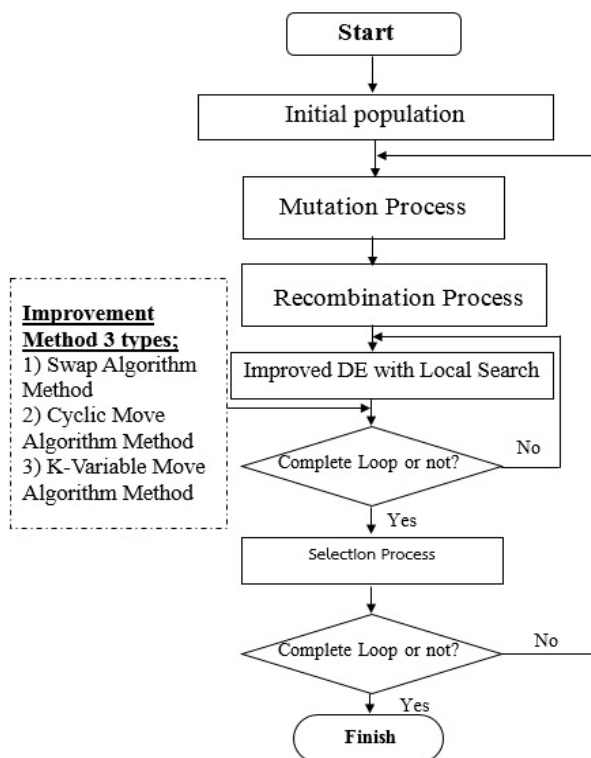 Start
Initial population
Mutation Process
Recombination Process
Improvement
Method 3 types;
1) Swap Algorithm
Method
2) Cyclic Move
Algorithm Method
3) K-Variable Move
Algorithm Method
Improved DE with Local Search
Complete Loop or not?
No
Yes
Selection Process
Complete Loop or not?
No
Yes
Finish